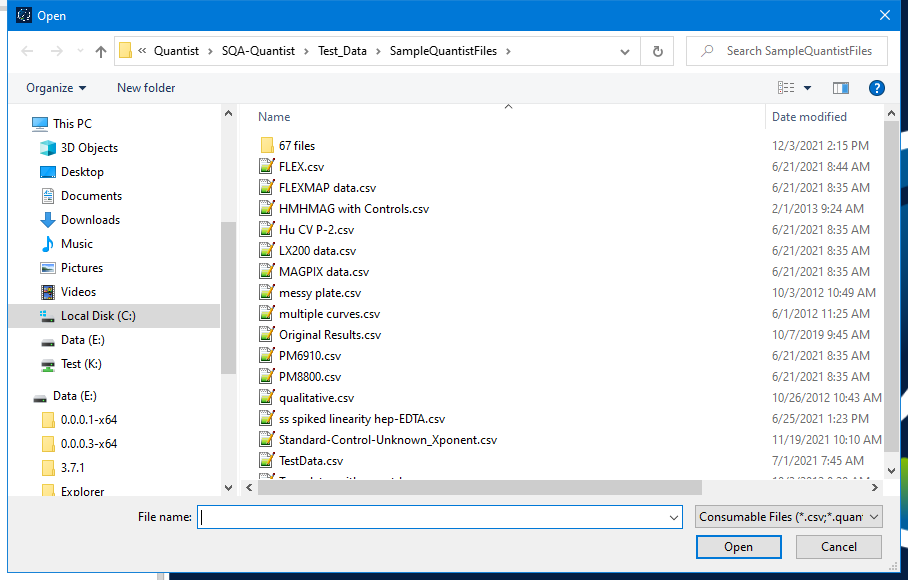 Open
« Quantist > SQA-Quantist > Test_Data > SampleQuantistFiles >
Search SampleQuantistFiles
Organize
New folder
?
This PC
3D Objects
Desktop
Documents
Downloads
Music
Pictures
Videos
Local Disk (C:)
Data (E:)
Test (K:)
Data (E:)
0.0.0.1-x64
0.0.0.3-x64
3.7.1
Explorer
Name Date modified
67 files 12/3/2021 2:15 PM
FLEX.csv 6/21/2021 8:44 AM
FLEXMAP data.csv 6/21/2021 8:35 AM
HMHMAG with Controls.csv 2/1/2013 9:24 AM
Hu CV P-2.csv 6/21/2021 8:35 AM
LX200 data.csv 6/21/2021 8:35 AM
MAGPIX data.csv 6/21/2021 8:35 AM
messy plate.csv 10/3/2012 10:49 AM
multiple curves.csv 6/1/2012 11:25 AM
Original Results.csv 10/7/2019 9:45 AM
PM6910.csv 6/21/2021 8:35 AM
PM8800.csv 6/21/2021 8:35 AM
qualitative.csv 10/26/2012 10:43 AM
ss spiked linearity hep-EDTA.csv 6/25/2021 1:23 PM
Standard-Control-Unknown_Xponent.csv 11/19/2021 10:10 AM
TestData.csv 7/1/2021 7:45 AM
File name:
Consumable Files (*.csv;*.quan
Open
Cancel